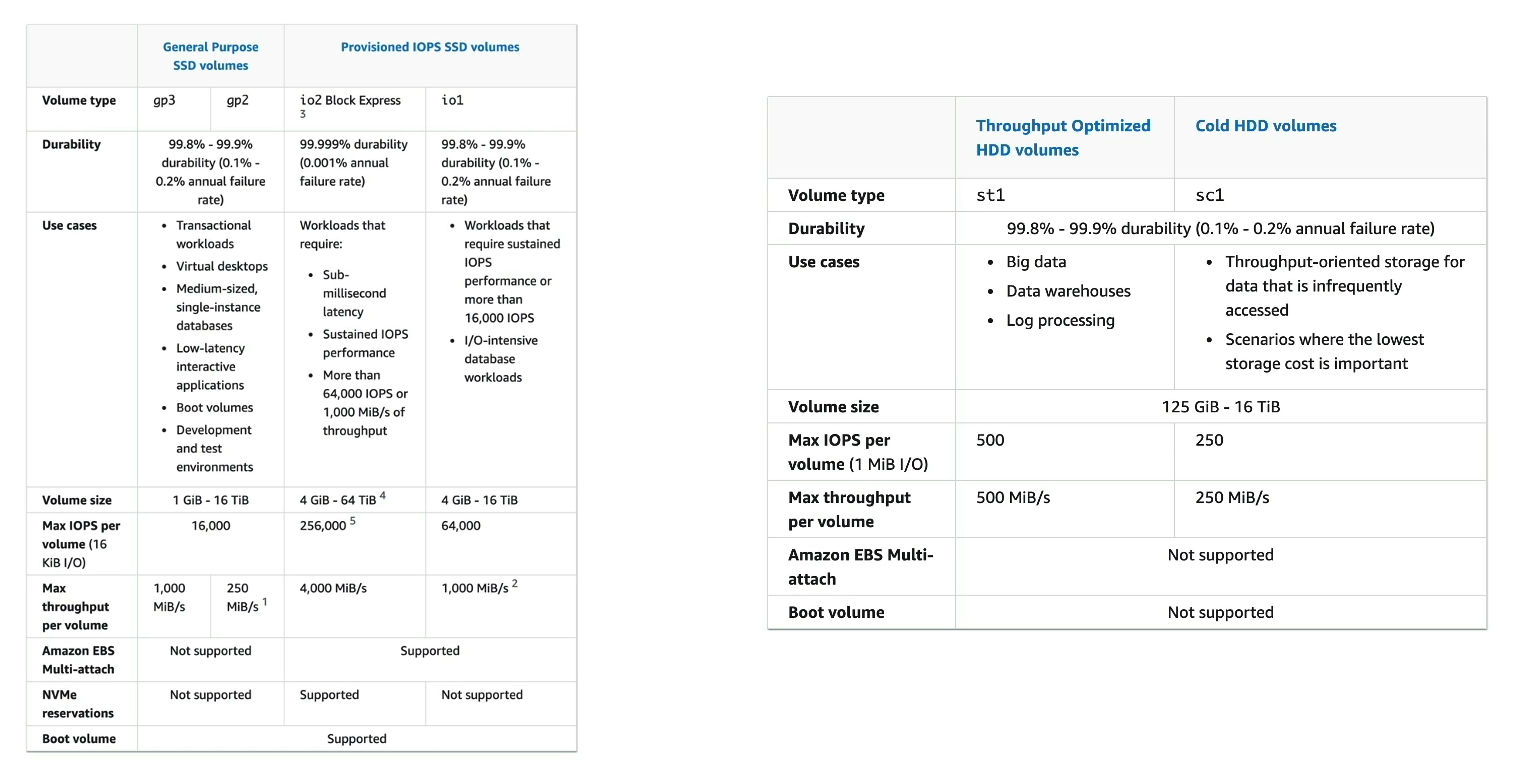 General Purpose
SSD volumes
Provisioned IOPS SSD volumes
Volume type
gp3
gp2
io2 Block Express
3
io1
Durability
99.8% - 99.9%
durability (0.1% -
0.2% annual failure
rate)
99.999% durability
(0.001% annual
failure rate)
99.8% - 99.9%
durability (0.1% -
0.2% annual failure
rate)
Use cases
• Transactional
workloads
• Virtual desktops
• Medium-sized,
single-instance
databases
• Low-latency
interactive
applications
• Boot volumes
• Development
and test
environments
Workloads that
require:
• Sub-
millisecond
latency
• Sustained IOPS
performance
• More than
64,000 IOPS or
1,000 MiB/s of
throughput
• Workloads that
require sustained
IOPS
performance or
more than
16,000 IOPS
• I/O-intensive
database
workloads
Volume size
1 GiB - 16 TiB
4 GiB - 64 TiB 4
4 GiB - 16 TiB
Max IOPS per
volume (16
KiB I/O)
16,000
256,000 5
64,000
Max
throughput
per volume
1,000
MiB/s
250
MiB/s 1
4,000 MiB/s
1,000 MiB/s 2
Amazon EBS
Multi-attach
Not supported
Supported
NVMe
reservations
Not supported
Supported
Not supported
Boot volume
Supported
Throughput Optimized
HDD volumes
Cold HDD volumes
Volume type
st1
sc1
Durability
99.8% - 99.9% durability (0.1% - 0.2% annual failure rate)
Use cases
• Big data
• Data warehouses
• Log processing
• Throughput-oriented storage for
data that is infrequently
accessed
• Scenarios where the lowest
storage cost is important
Volume size
125 GiB - 16 TiB
Max IOPS per
volume (1 MiB I/O)
500
250
Max throughput
per volume
500 MiB/s
250 MiB/s
Amazon EBS Multi-
attach
Not supported
Boot volume
Not supported